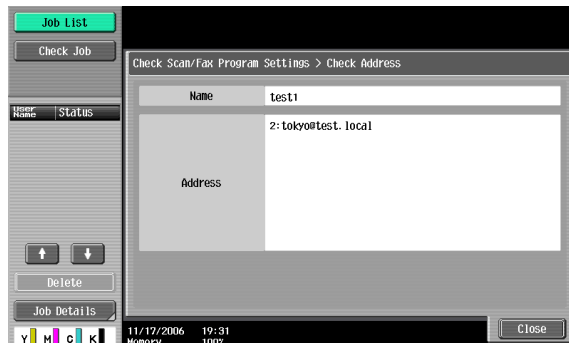 Job List
Check Job
Check Scan/Fax Program Settings > Check Address
Name
test1
User Name
Status
2:tokyo@test.local
Address
Delete
Job Details
Close
11/17/2006 19:31
Memory 100%
Y M C K